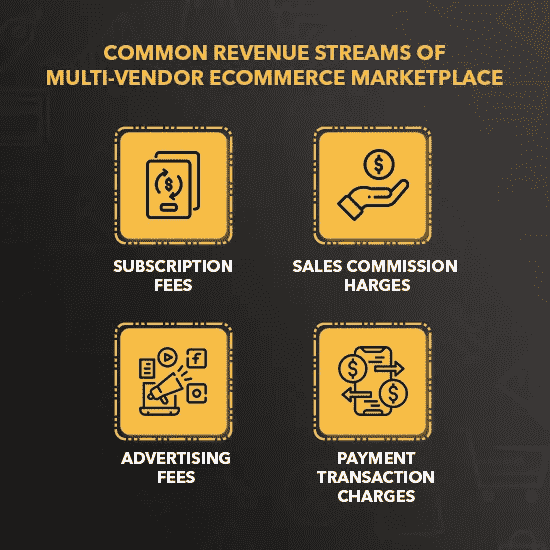 COMMON REVENUE STREAMS OF
MULTI-VENDOR ECOMMERCE MARKETPLACE
SUBSCRIPTION
FEES
SALES COMMISSION
HARGES
ADVERTISING
FEES
PAYMENT
TRANSACTION
CHARGES